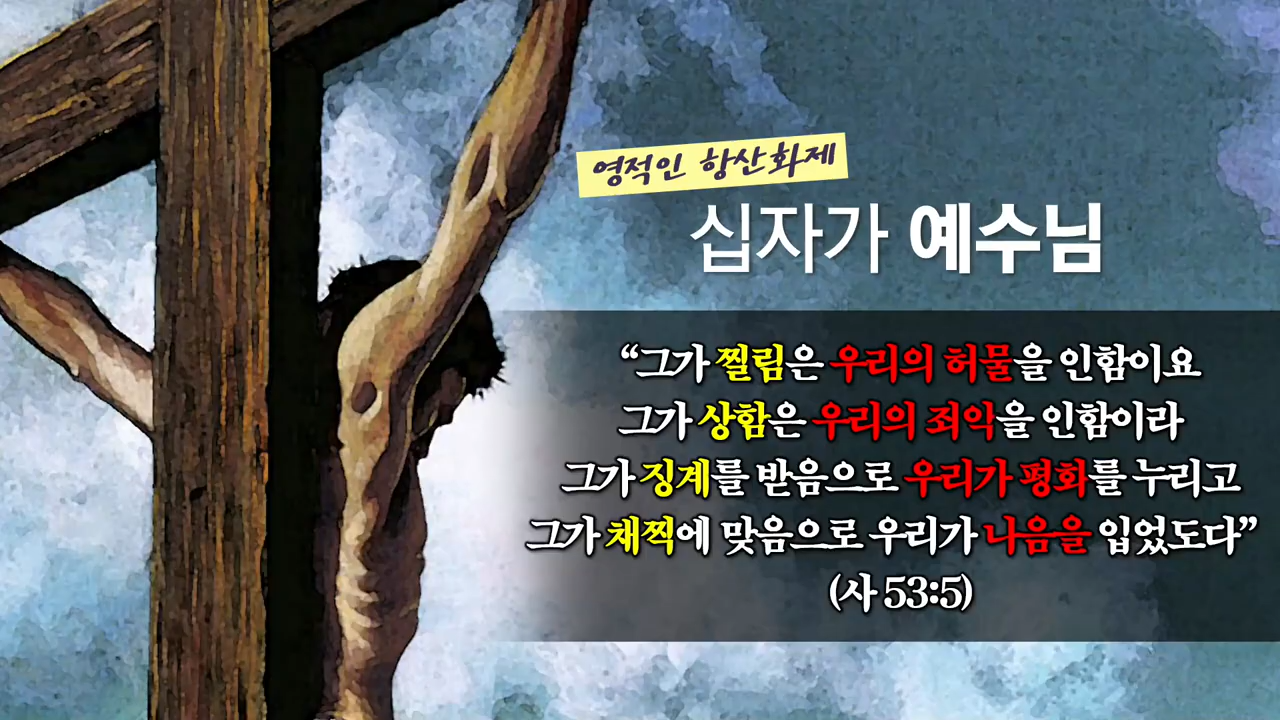 영적인 항산화제
십자가 예수님
“그가 찔림은 우리의 허물을 인함이요
그가 상함은 우리의 죄악을 인함이라
그가 징계를 받음으로 우리가 평화를 누리고
그가 채찍에 맞음으로 우리가 나음을 입었도다”
(사 53:5)